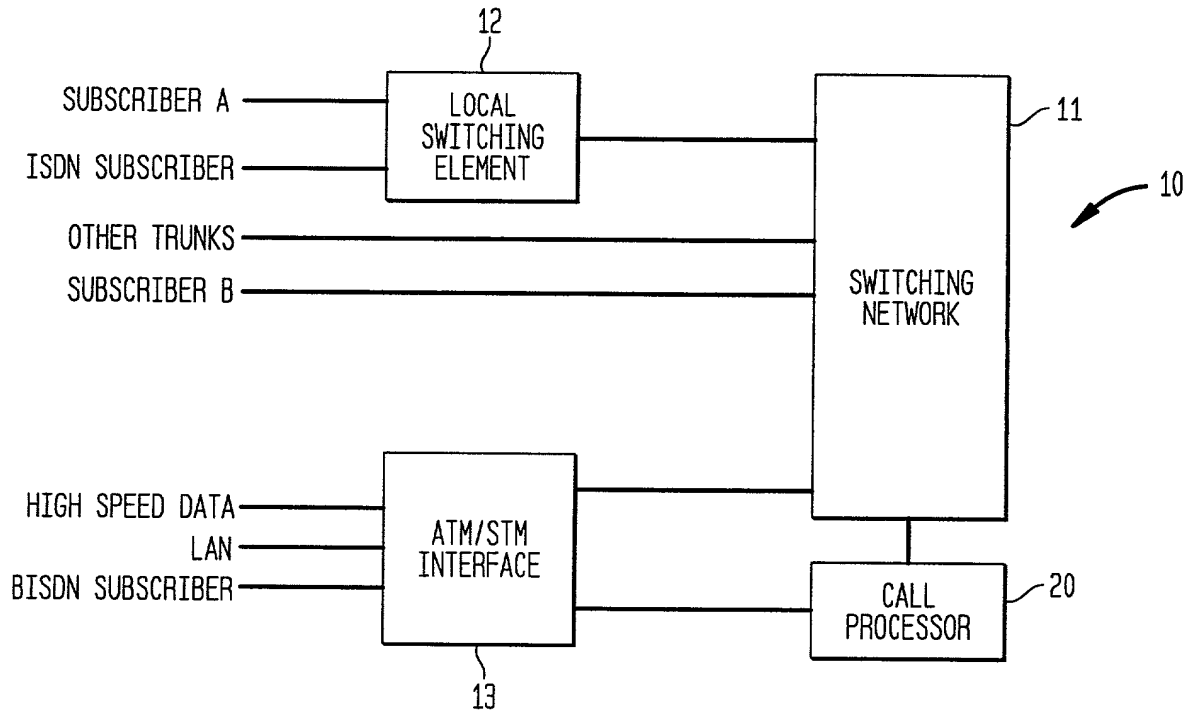 12
SUBSCRIBER A
LOCAL
SWITCHING
ELEMENT
11
ISDN SUBSCRIBER
10
OTHER TRUNKS
SUBSCRIBER B
SWITCHING
NETWORK
HIGH SPEED DATA
LAN
BISDN SUBSCRIBER
ATM/STM
INTERFACE
CALL
PROCESSOR
20
13